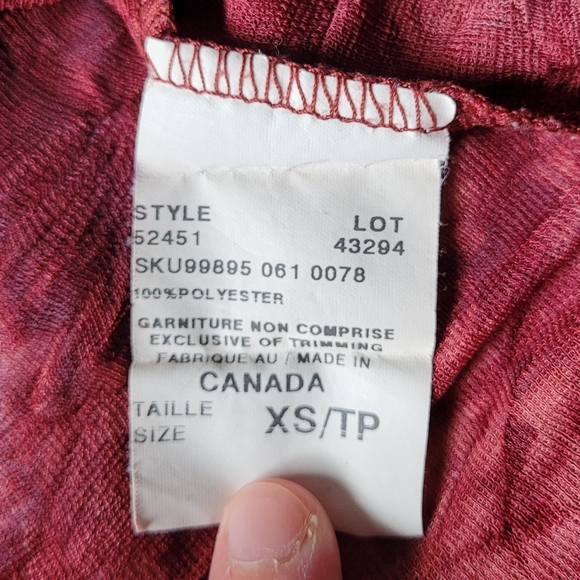 STYLE LOT
52451 43294
SKU99895 061 0078
100%POLYESTER
GARNITURE NON COMPRISE
EXCLUSIVE OF TRIMMING
FABRIQUE AU / MADE IN
CANADA
TAILLE
SIZE XS/TP